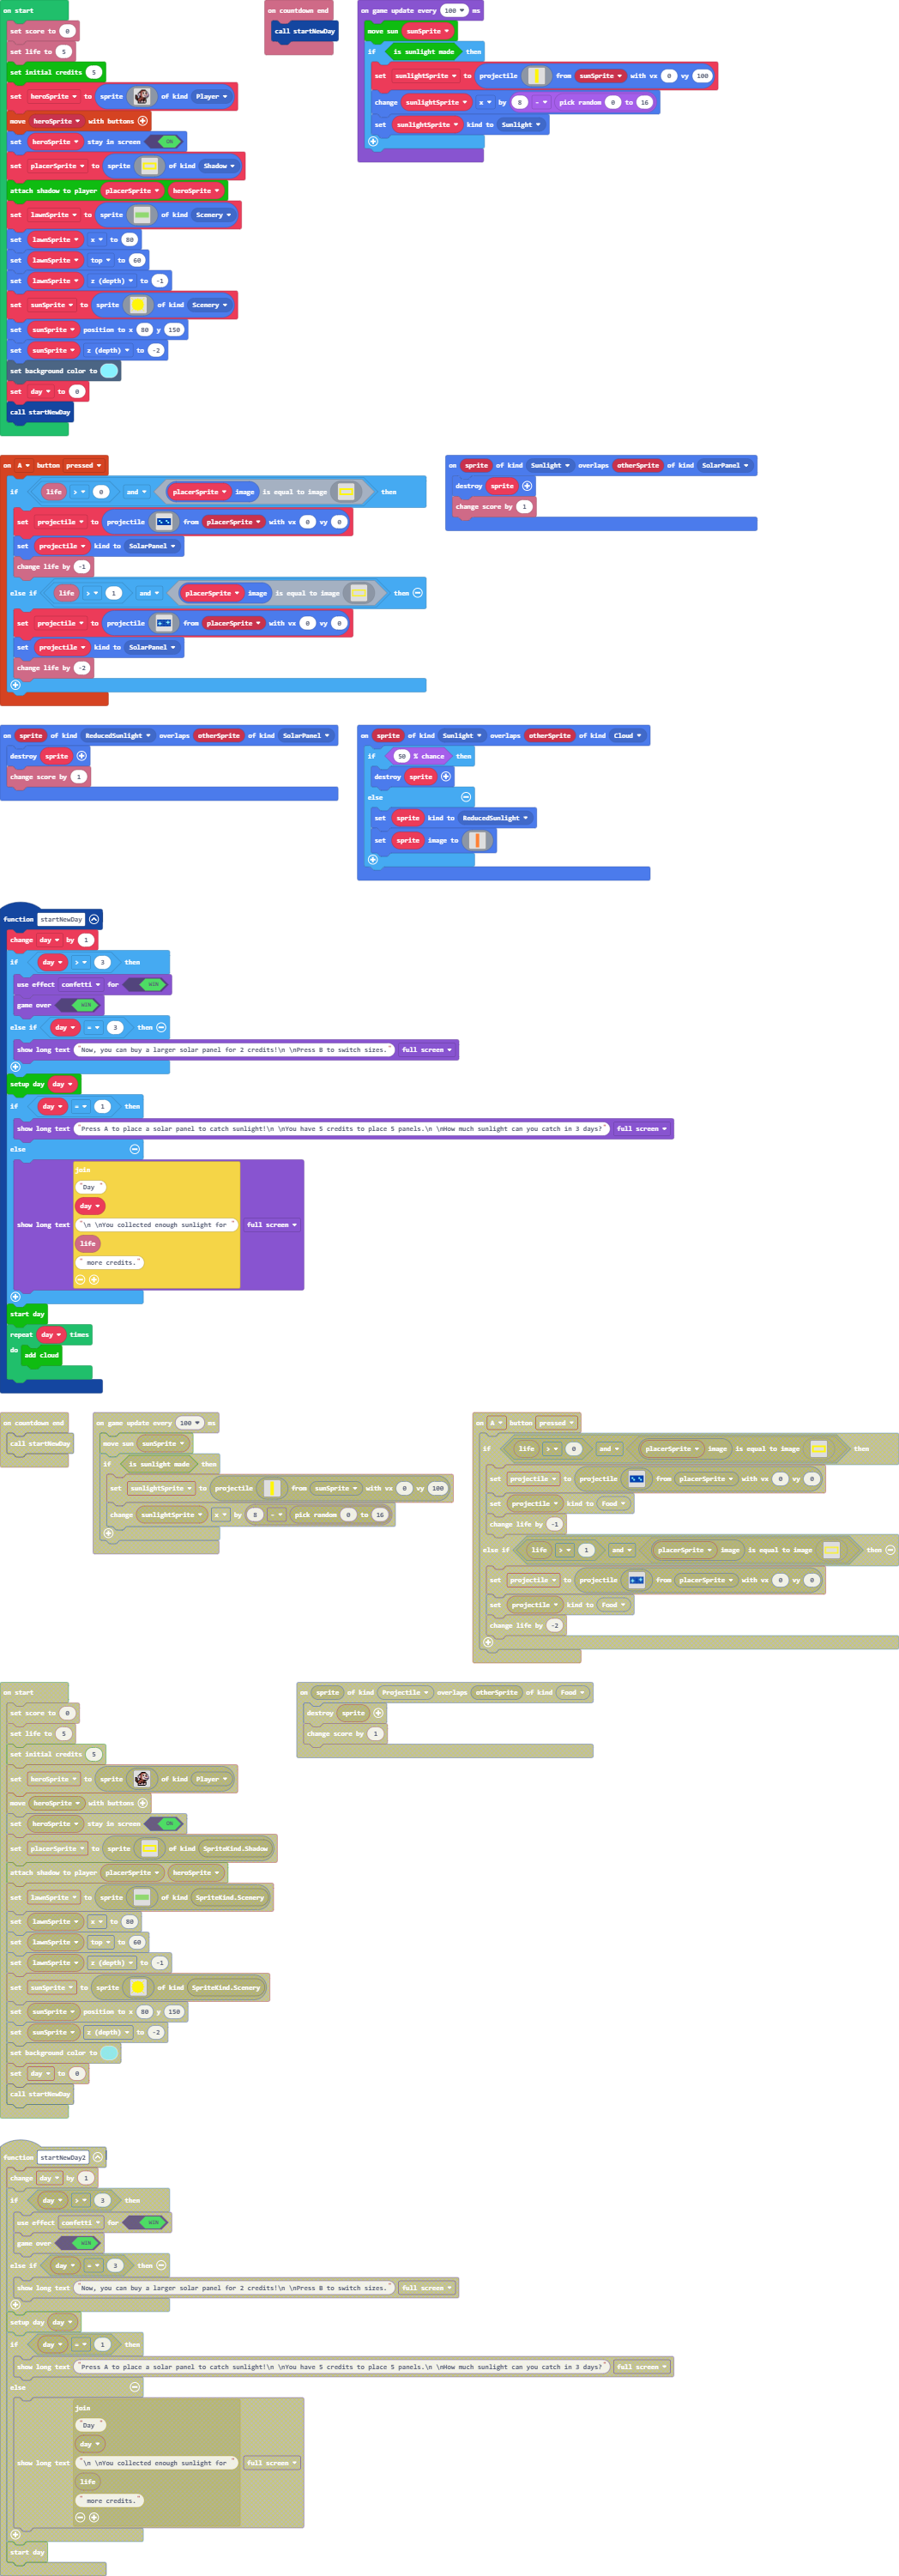 on start
set score to 0
set life to 5
set initial credits 5
set heroSprite to sprite of kind Player
move heroSprite with buttons
set heroSprite stay in screen ON
set placerSprite to sprite of kind Shadow
attach shadow to player placerSprite heroSprite
set lawnSprite to sprite of kind Scenery
set lawnSprite x to 80
set lawnSprite top to 60
set lawnSprite z (depth) to -1
set sunSprite to sprite of kind Scenery
set sunSprite position to x 80 y 150
set sunSprite z (depth) to -2
set background color to
set day to 0
call startNewDay
on countdown end
call startNewDay
on game update every 100 ms
move sun sunSprite
if is sunlight made then
set sunlightSprite to projectile from sunSprite with vx 0 vy 100
change sunlightSprite x by 8 - pick random 0 to 16
set sunlightSprite kind to Sunlight
on A button pressed
if life > 0 and placerSprite image is equal to image then
set projectile to projectile from placerSprite with vx 0 vy 0
set projectile kind to SolarPanel
change life by -1
else if life > 1 and placerSprite image is equal to image then
set projectile to projectile from placerSprite with vx 0 vy 0
set projectile kind to SolarPanel
change life by -2
on sprite of kind Sunlight overlaps otherSprite of kind SolarPanel
destroy sprite
change score by 1
on sprite of kind ReducedSunlight overlaps otherSprite of kind SolarPanel
destroy sprite
change score by 1
on sprite of kind Sunlight overlaps otherSprite of kind Cloud
if 50 % chance then
destroy sprite
else
set sprite kind to ReducedSunlight
set sprite image to
function startNewDay
change day by 1
if day > 3 then
use effect confetti for WIN
game over WIN
else if day = 3 then
show long text "Now, you can buy a larger solar panel for 2 credits!\n \nPress B to switch sizes." full screen
setup day day
if day = 1 then
show long text "Press A to place a solar panel to catch sunlight!\n \nYou have 5 credits to place 5 panels.\n \nHow much sunlight can you catch in 3 days?" full screen
else
join
"Day "
day
show long text "\n \nYou collected enough sunlight for " full screen
life
" more credits."
start day
repeat day times
do add cloud
on countdown end
call startNewDay
on game update every 100 ms
move sun sunSprite
if is sunlight made then
set sunlightSprite to projectile from sunSprite with vx 0 vy 100
change sunlightSprite x by 8 - pick random 0 to 16
on A button pressed
if life > 0 and placerSprite image is equal to image then
set projectile to projectile from placerSprite with vx 0 vy 0
set projectile kind to Food
change life by -1
else if life > 1 and placerSprite image is equal to image then
set projectile to projectile from placerSprite with vx 0 vy 0
set projectile kind to Food
change life by -2
on start
set score to 0
set life to 5
set initial credits 5
set heroSprite to sprite of kind Player
move heroSprite with buttons
set heroSprite stay in screen ON
set placerSprite to sprite of kind SpriteKind.Shadow
attach shadow to player placerSprite heroSprite
set lawnSprite to sprite of kind SpriteKind.Scenery
set lawnSprite x to 80
set lawnSprite top to 60
set lawnSprite z (depth) to -1
set sunSprite to sprite of kind SpriteKind.Scenery
set sunSprite position to x 80 y 150
set sunSprite z (depth) to -2
set background color to
set day to 0
call startNewDay
on sprite of kind Projectile overlaps otherSprite of kind Food
destroy sprite
change score by 1
function startNewDay2
change day by 1
if day > 3 then
use effect confetti for WIN
game over WIN
else if day = 3 then
show long text "Now, you can buy a larger solar panel for 2 credits!\n \nPress B to switch sizes." full screen
setup day day
if day = 1 then
show long text "Press A to place a solar panel to catch sunlight!\n \nYou have 5 credits to place 5 panels.\n \nHow much sunlight can you catch in 3 days?" full screen
else
join
"Day "
day
show long text "\n \nYou collected enough sunlight for " full screen
life
" more credits."
start day